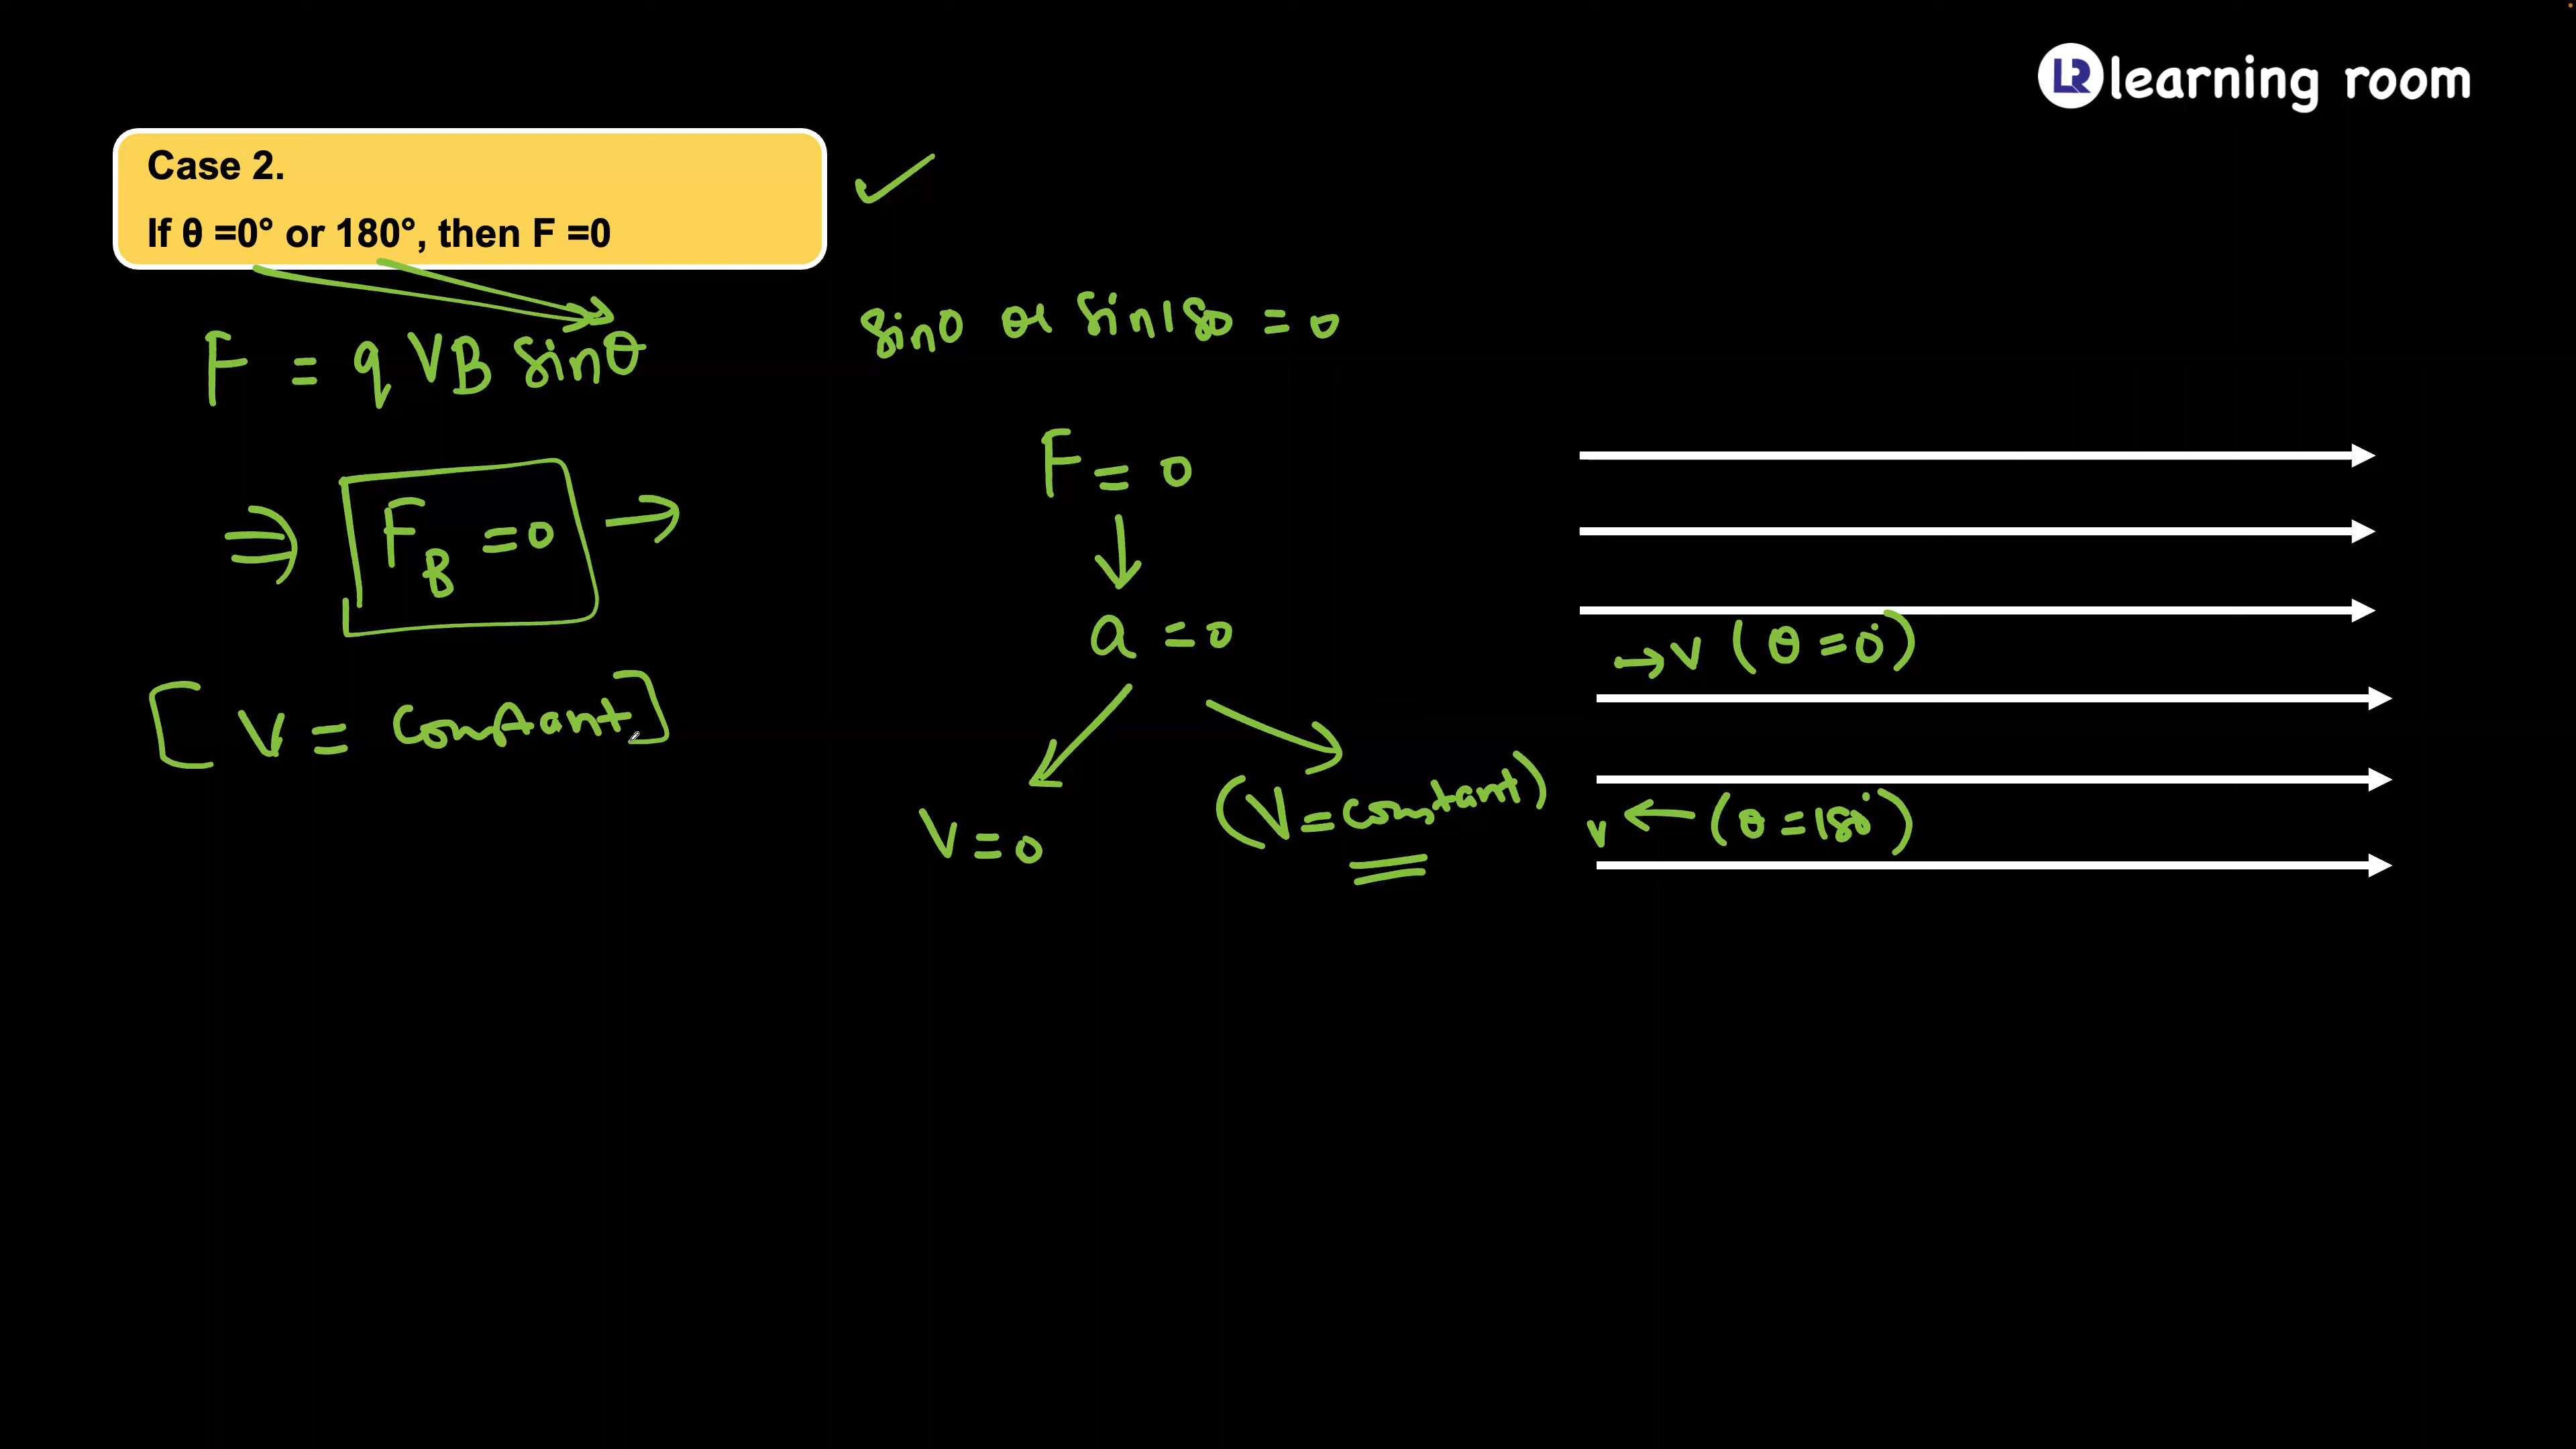 learning room
Case 2.
If θ =0° or 180°, then F =0
F = q V B sinθ
sin0 or sin180 = 0
⇒ F_B = 0 →
[ V = constant ]
F = 0
↓
a = 0
V = 0
(V = constant)
→ v (θ = 0°)
v ← (θ = 180°)